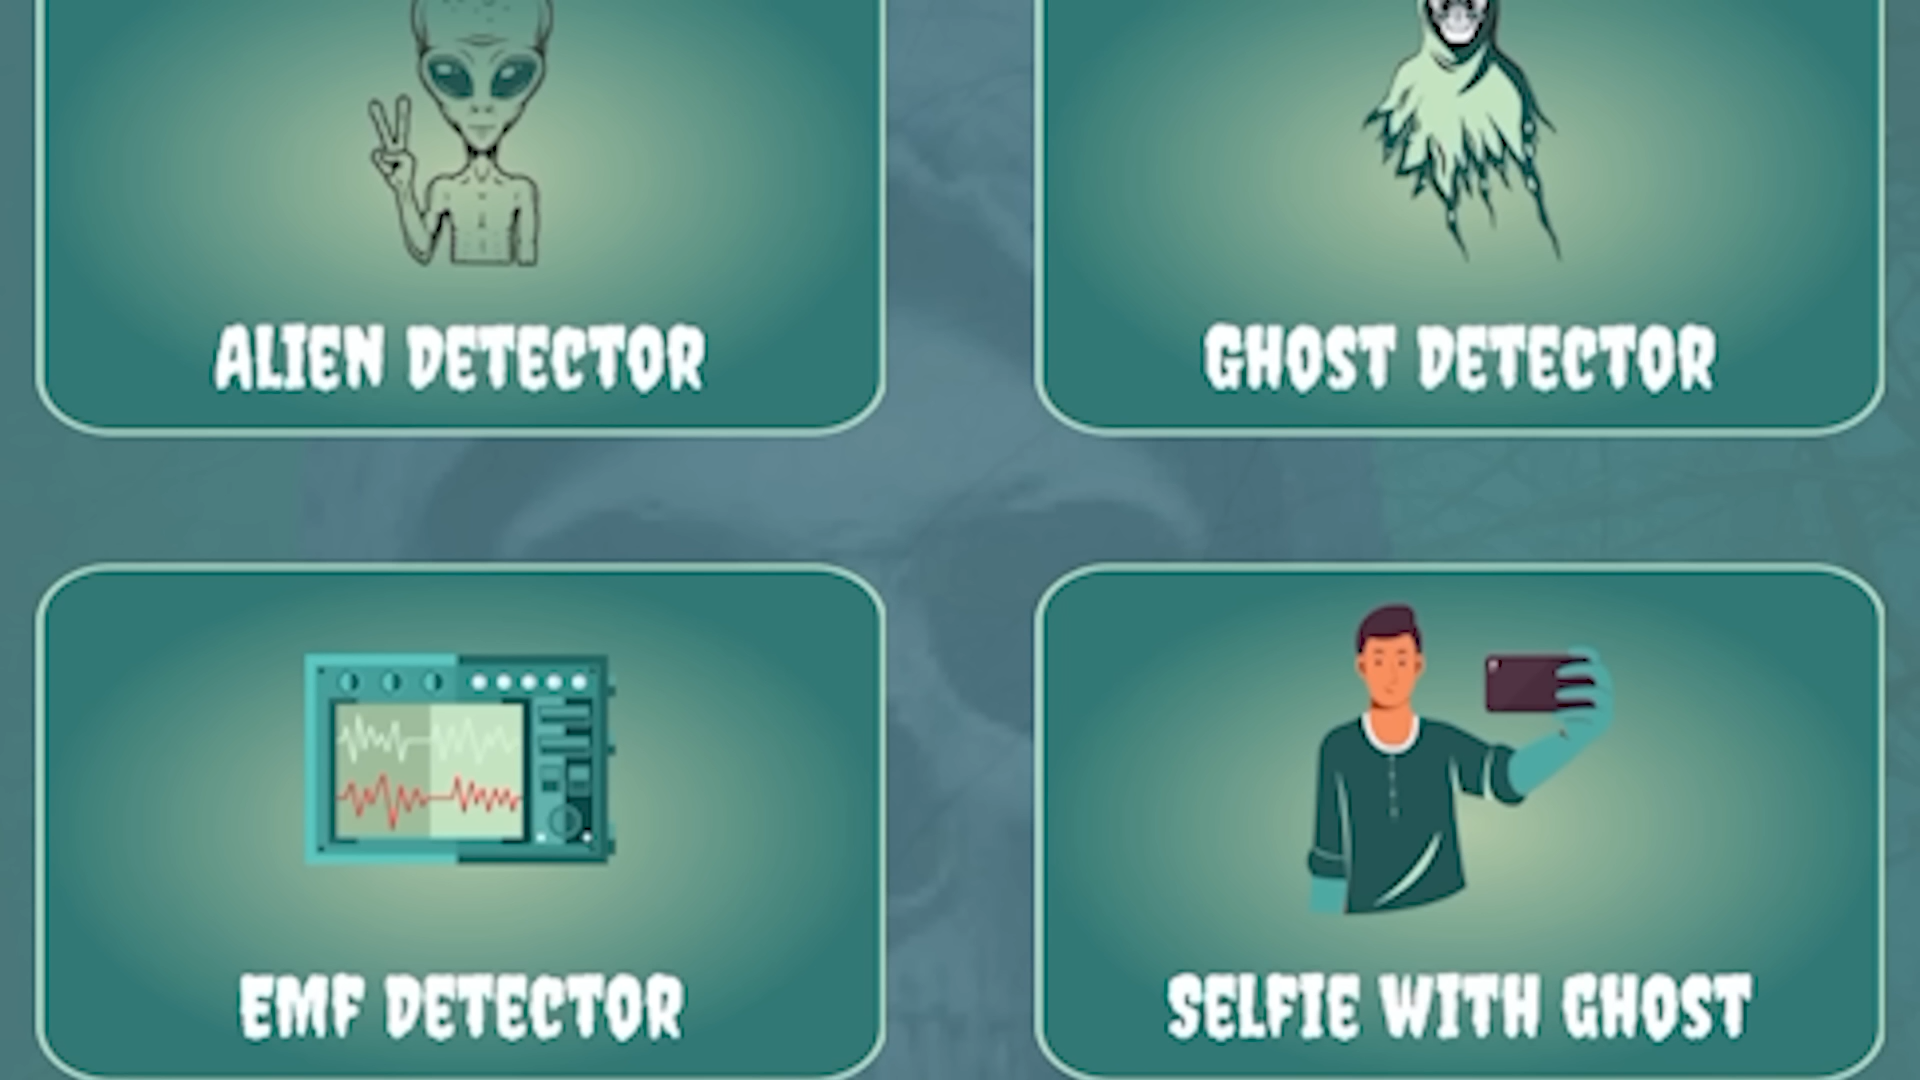 ALIEN DETECTOR
GHOST DETECTOR
EMF DETECTOR
SELFIE WITH GHOST